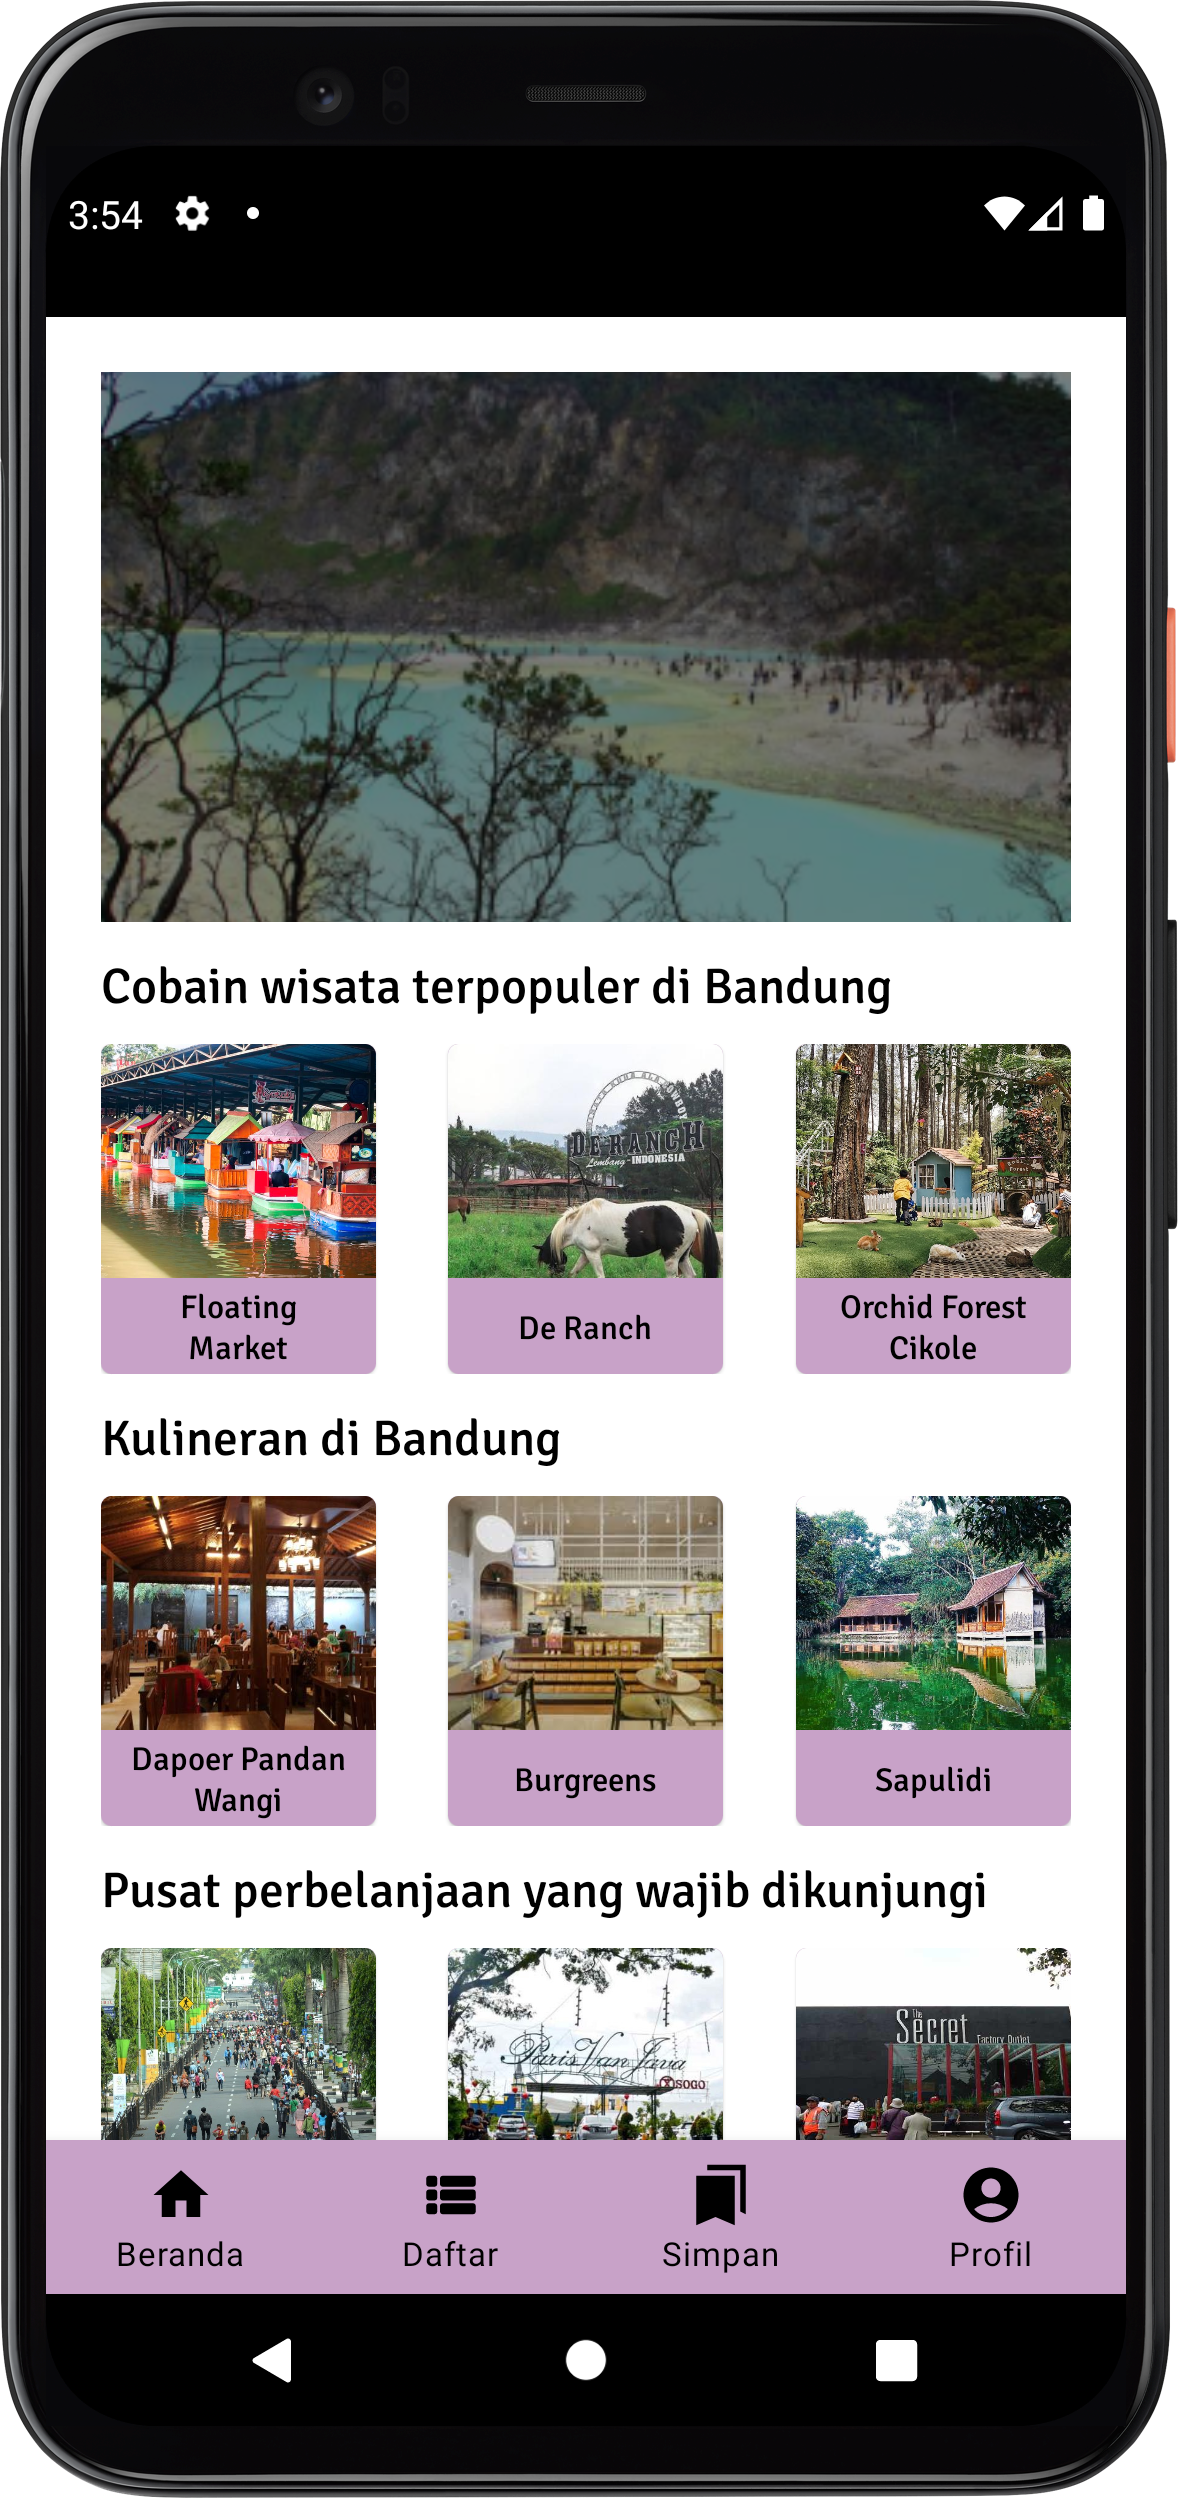 3:54
Cobain wisata terpopuler di Bandung
DE RANCH
Lembang INDONESIA
Floating
Market
De Ranch
Orchid Forest
Cikole
Kulineran di Bandung
Dapoer Pandan
Wangi
Burgreens
Sapulidi
Pusat perbelanjaan yang wajib dikunjungi
Paris Van Java
SOGO
The
Secret
Factory Outlet
Beranda
Daftar
Simpan
Profil